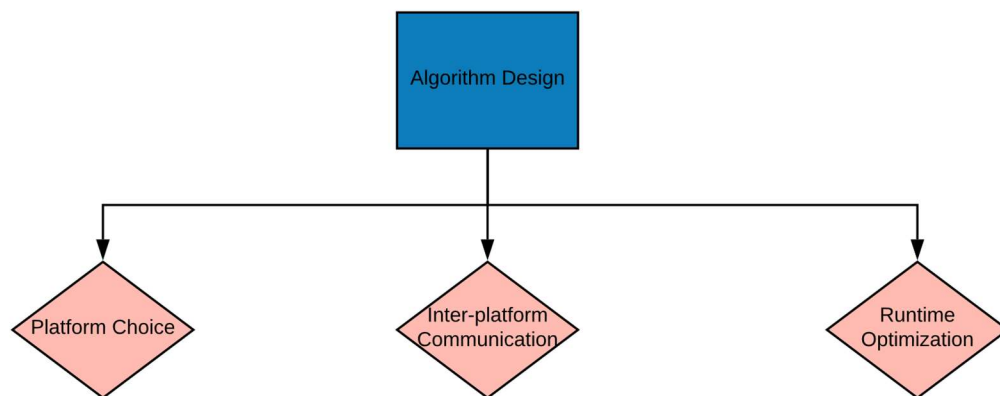 Algorithm Design
Platform Choice
Inter-platform
Communication
Runtime
Optimization